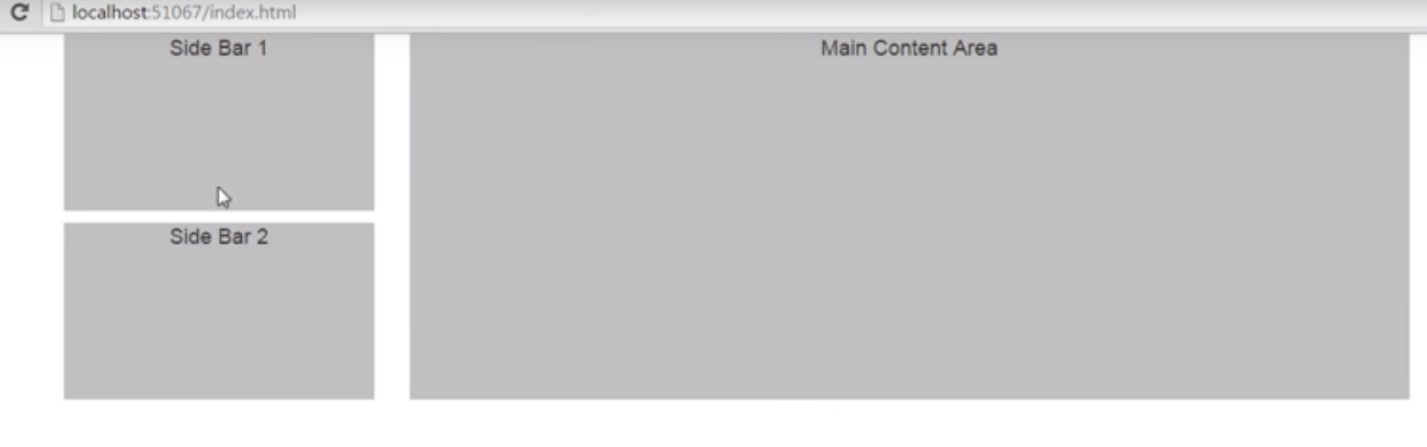 localhost:51067/index.html
Side Bar 1
Main Content Area
Side Bar 2